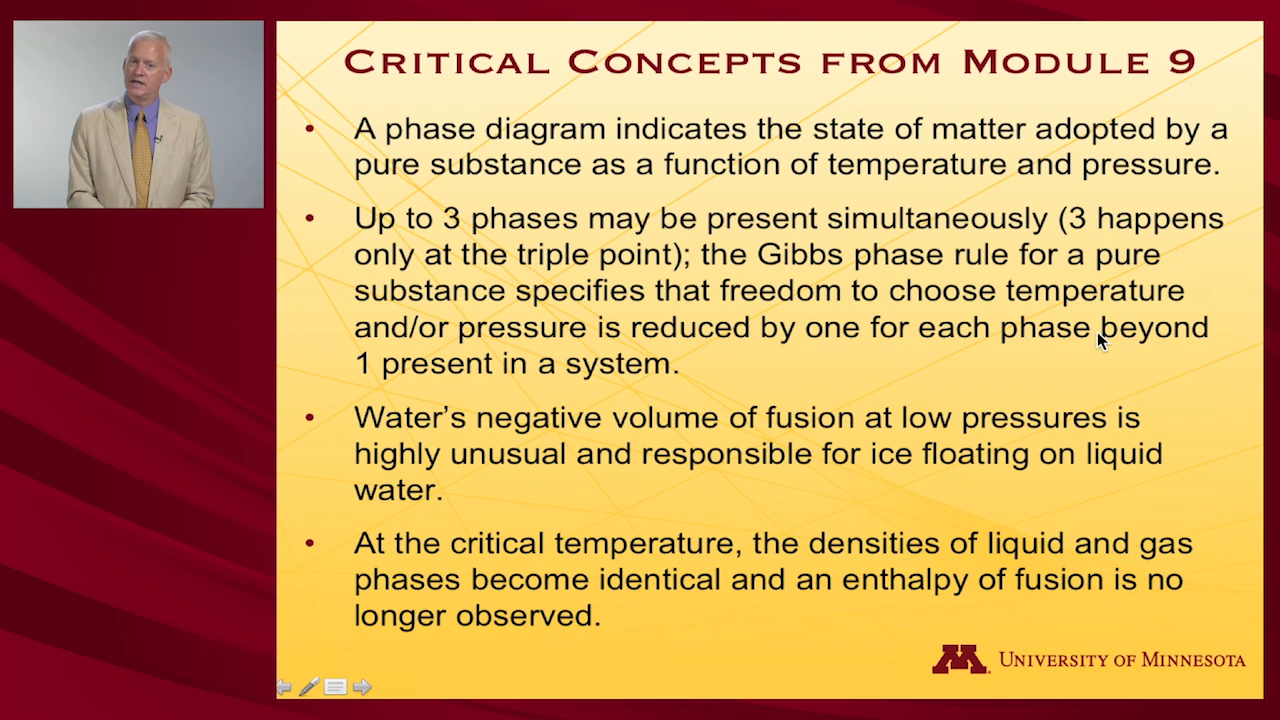 CRITICAL CONCEPTS FROM MODULE 9
• A phase diagram indicates the state of matter adopted by a
pure substance as a function of temperature and pressure.
• Up to 3 phases may be present simultaneously (3 happens
only at the triple point); the Gibbs phase rule for a pure
substance specifies that freedom to choose temperature
and/or pressure is reduced by one for each phase beyond
1 present in a system.
• Water’s negative volume of fusion at low pressures is
highly unusual and responsible for ice floating on liquid
water.
• At the critical temperature, the densities of liquid and gas
phases become identical and an enthalpy of fusion is no
longer observed.
M UNIVERSITY OF MINNESOTA